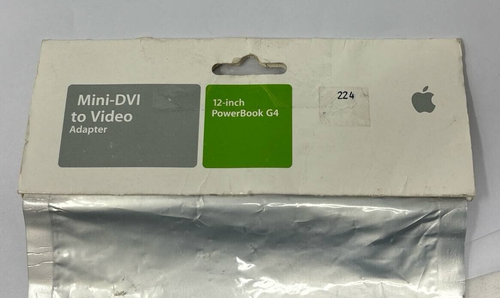 Mini-DVI
to Video
Adapter
12-inch
PowerBook G4
224